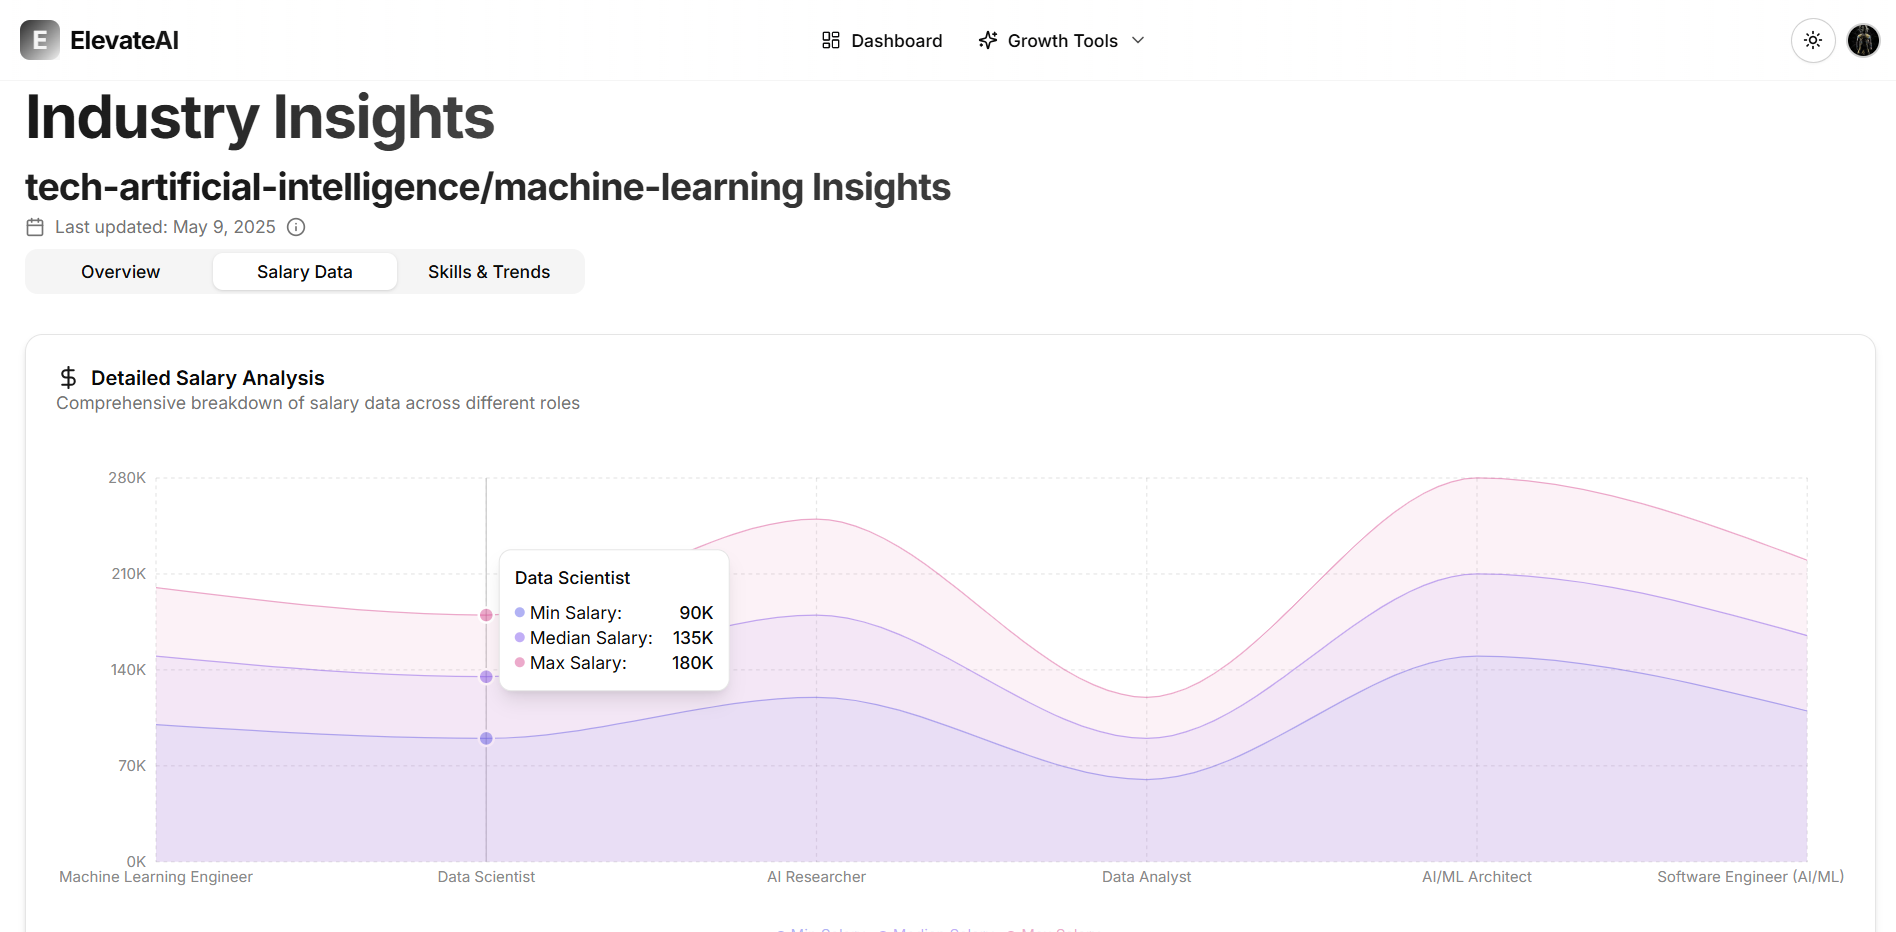 E ElevateAI
Dashboard
Growth Tools
Industry Insights
tech-artificial-intelligence/machine-learning Insights
Last updated: May 9, 2025
Overview
Salary Data
Skills & Trends
Detailed Salary Analysis
Comprehensive breakdown of salary data across different roles
280K
210K
140K
70K
0K
Data Scientist
Min Salary: 90K
Median Salary: 135K
Max Salary: 180K
Machine Learning Engineer
Data Scientist
AI Researcher
Data Analyst
AI/ML Architect
Software Engineer (AI/ML)